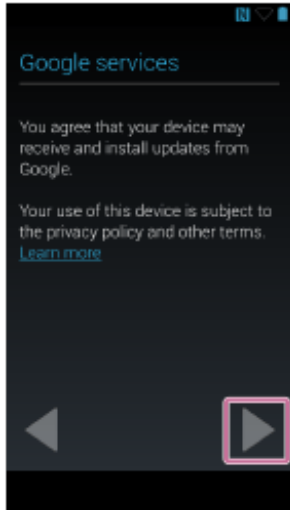 Google services
You agree that your device may
receive and install updates from
Google.
Your use of this device is subject to
the privacy policy and other terms.
Learn more